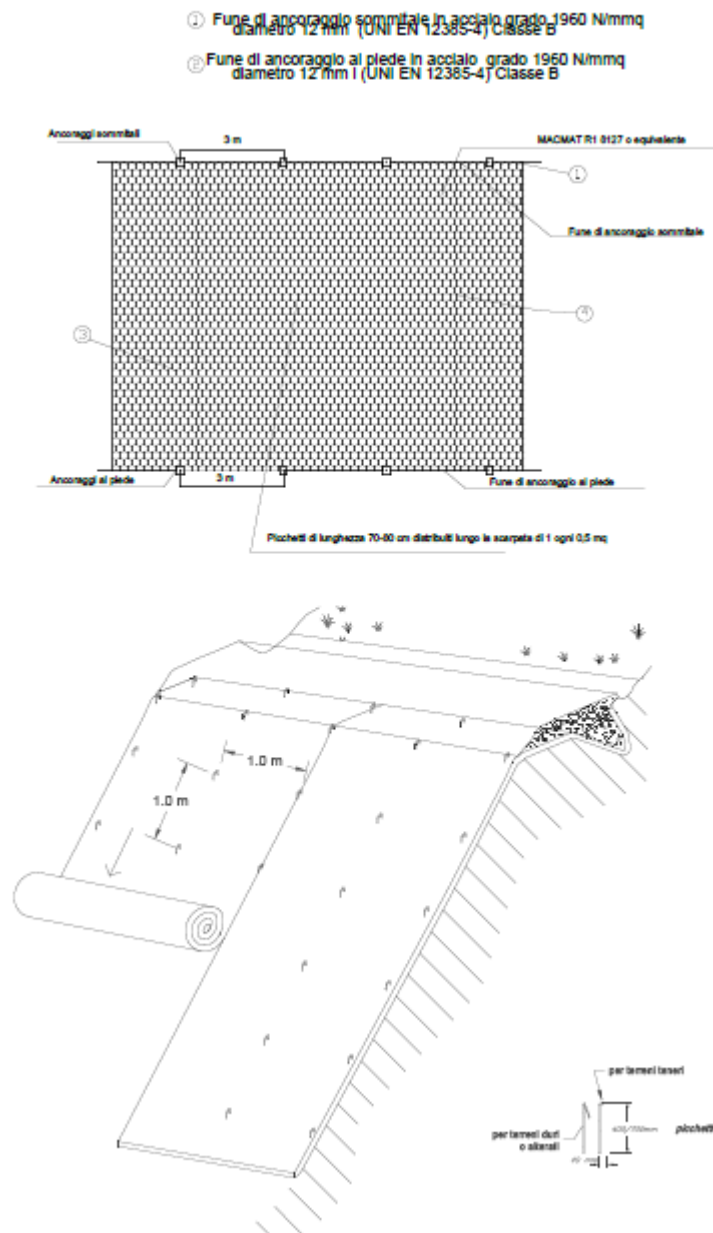 1 Fune di ancoraggio sommitale in acciaio grado 1960 N/mmq
diametro 12 mm (UNI EN 12385-4) Classe B
2 Fune di ancoraggio al piede in acciaio grado 1960 N/mmq
diametro 12 mm I (UNI EN 12385-4) Classe B
Ancoraggi sommitali
3 m
MACMAT R1 8127 o equivalente
1
Fune di ancoraggio sommitale
3
4
Ancoraggi al piede
3 m
Fune di ancoraggio al piede
Picchetti di lunghezza 70-80 cm distribuiti lungo la scarpata di 1 ogni 0,5 mq
1.0 m
1.0 m
per terreni teneri
per terreni duri
o alterati
picchetti